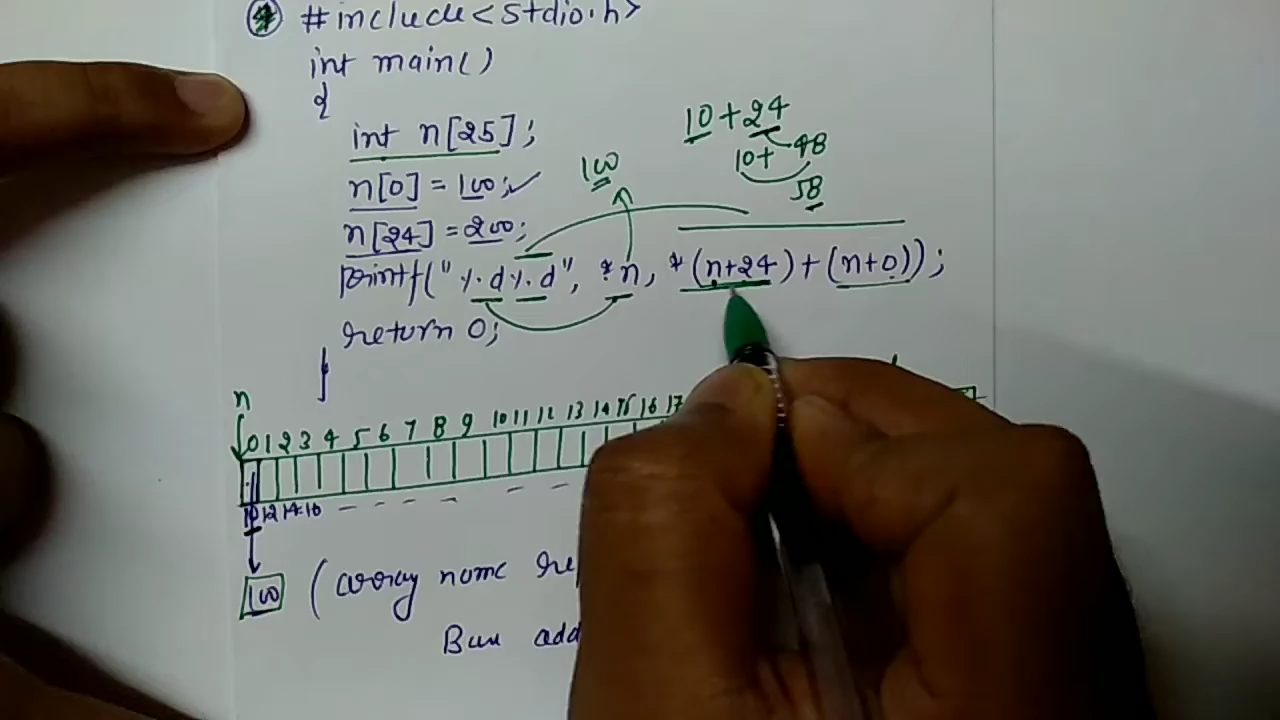 #include<stdio.h>
int main()
{
int n[25];
n[0] = 100; ✓
n[24] = 200;
printf("%d%d", *n, *(n+24)+(n+0));
return 0;
}
100
10+24
48
10+
58
n
0 1 2 3 4 5 6 7 8 9 10 11 12 13 14 15 16 17
10 12 14 16 — — — — — — —
100
(array name
Base